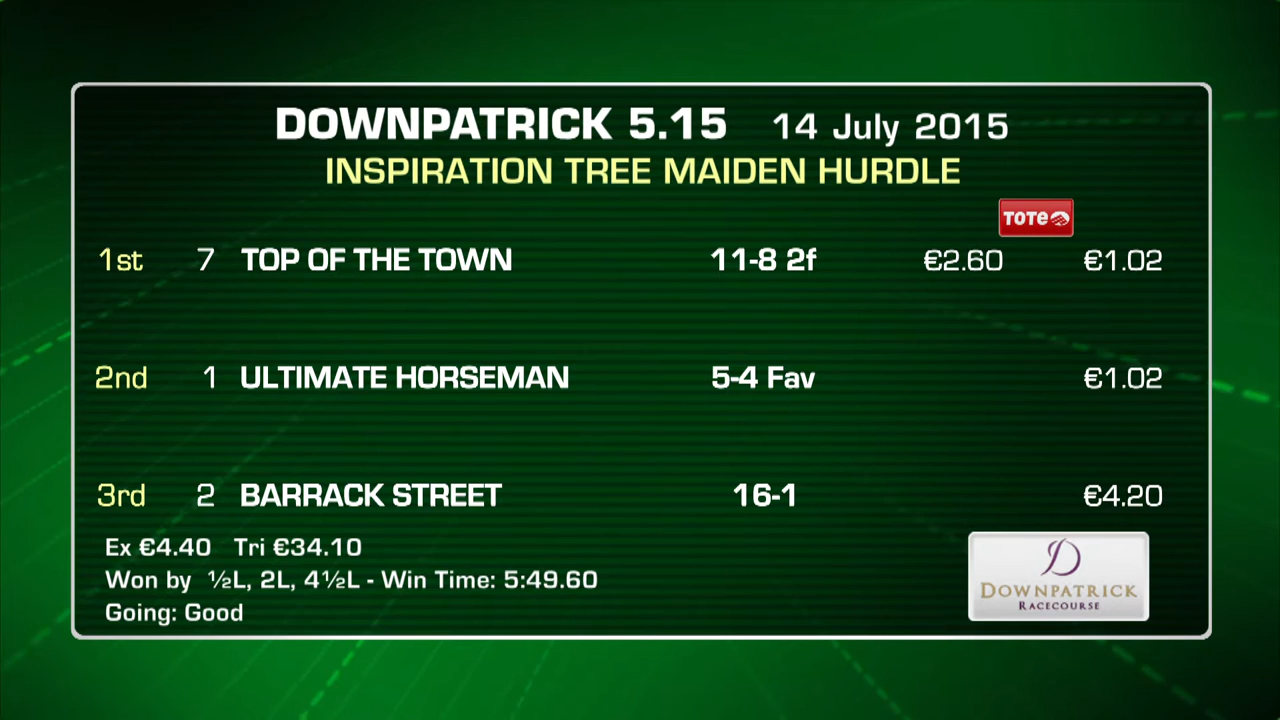 DOWNPATRICK 5.15 14 July 2015
INSPIRATION TREE MAIDEN HURDLE
TOTE
1st 7 TOP OF THE TOWN 11-8 2f €2.60 €1.02
2nd 1 ULTIMATE HORSEMAN 5-4 Fav €1.02
3rd 2 BARRACK STREET 16-1 €4.20
Ex €4.40 Tri €34.10
Won by ½L, 2L, 4½L - Win Time: 5:49.60
Going: Good
D
DOWNPATRICK
RACECOURSE